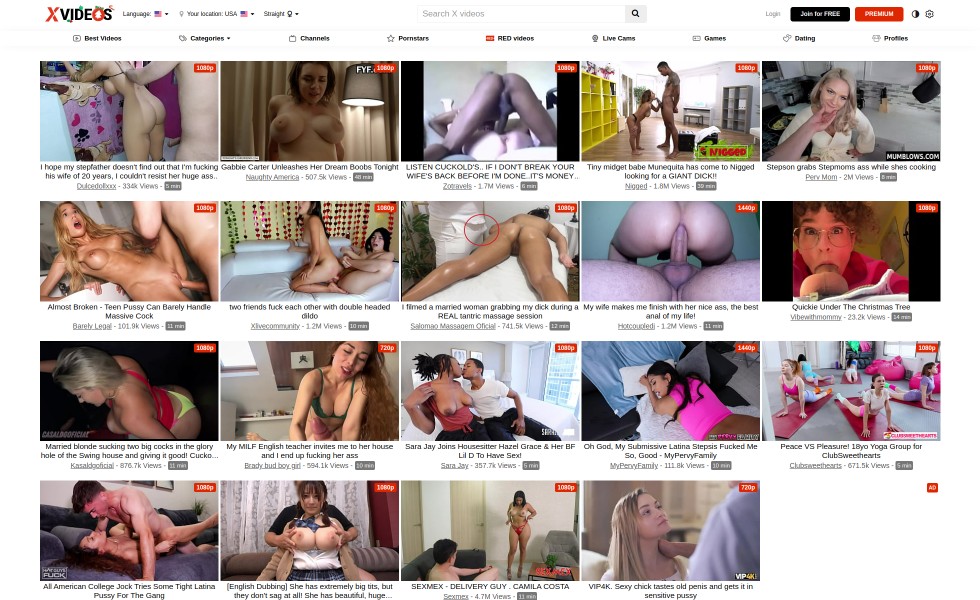 XVIDEOS Language: Your location: USA Straight Search X videos Login Join for FREE PREMIUM
Best Videos Categories Channels Pornstars RED videos Live Cams Games Dating Profiles
1080p
FYF. 1080p
1080p
1080p
NIGGED
1080p
MUMBLOWS.COM
I hope my stepfather doesn't find out that I'm fucking
his wife of 20 years, I couldn't resist her huge ass..
Dulcedollxxx - 334k Views - 5 min
Gabbie Carter Unleashes Her Dream Boobs Tonight
Naughty America - 507.5k Views - 48 min
LISTEN CUCKOLD'S.. IF I DON'T BREAK YOUR
WIFE'S BACK BEFORE I'M DONE..IT'S MONEY..
Zotravels - 1.7M Views - 6 min
Tiny midget babe Munequita has come to Nigged
looking for a GIANT DICK!!
Nigged - 1.8M Views - 39 min
Stepson grabs Stepmoms ass while shes cooking
Perv Mom - 2M Views - 8 min
1080p
1080p
1080p
1440p
1080p
Almost Broken - Teen Pussy Can Barely Handle
Massive Cock
Barely Legal - 101.9k Views - 11 min
two friends fuck each other with double headed
dildo
Xlivecommunity - 1.2M Views - 10 min
I filmed a married woman grabbing my dick during a
REAL tantric massage session
Salomao Massagem Oficial - 741.5k Views - 12 min
My wife makes me finish with her nice ass, the best
anal of my life!
Hotcoupledi - 1.2M Views - 11 min
Quickie Under The Christmas Tree
Vibewithmommy - 23.2k Views - 14 min
1080p
CASALDGOFICIAL
720p
1080p
1440p
1080p
CLUBSWEETHEARTS
Married blonde sucking two big cocks in the glory
hole of the Swing house and giving it good! Cucko...
Kasaldgoficial - 876.7k Views - 11 min
My MILF English teacher invites me to her house
and I end up fucking her ass
Brady bud boy girl - 594.1k Views - 10 min
Sara Jay Joins Housesitter Hazel Grace & Her BF
Lil D To Have Sex!
Sara Jay - 357.7k Views - 5 min
Oh God, My Submissive Latina Stepsis Fucked Me
So, Good - MyPervyFamily
MyPervyFamily - 111.8k Views - 10 min
Peace VS Pleasure! 18yo Yoga Group for
ClubSweethearts
Clubsweethearts - 671.5k Views - 5 min
1080p
FUCK
1080p
1080p
720p
VIP4K
AD
All American College Jock Tries Some Tight Latina
Pussy For The Gang
[English Dubbing] She has extremely big tits, but
they don't sag at all! She has beautiful, huge...
SEXMEX - DELIVERY GUY . CAMILA COSTA
Sexmex - 4.7M Views - 11 min
VIP4K. Sexy chick tastes old penis and gets it in
sensitive pussy